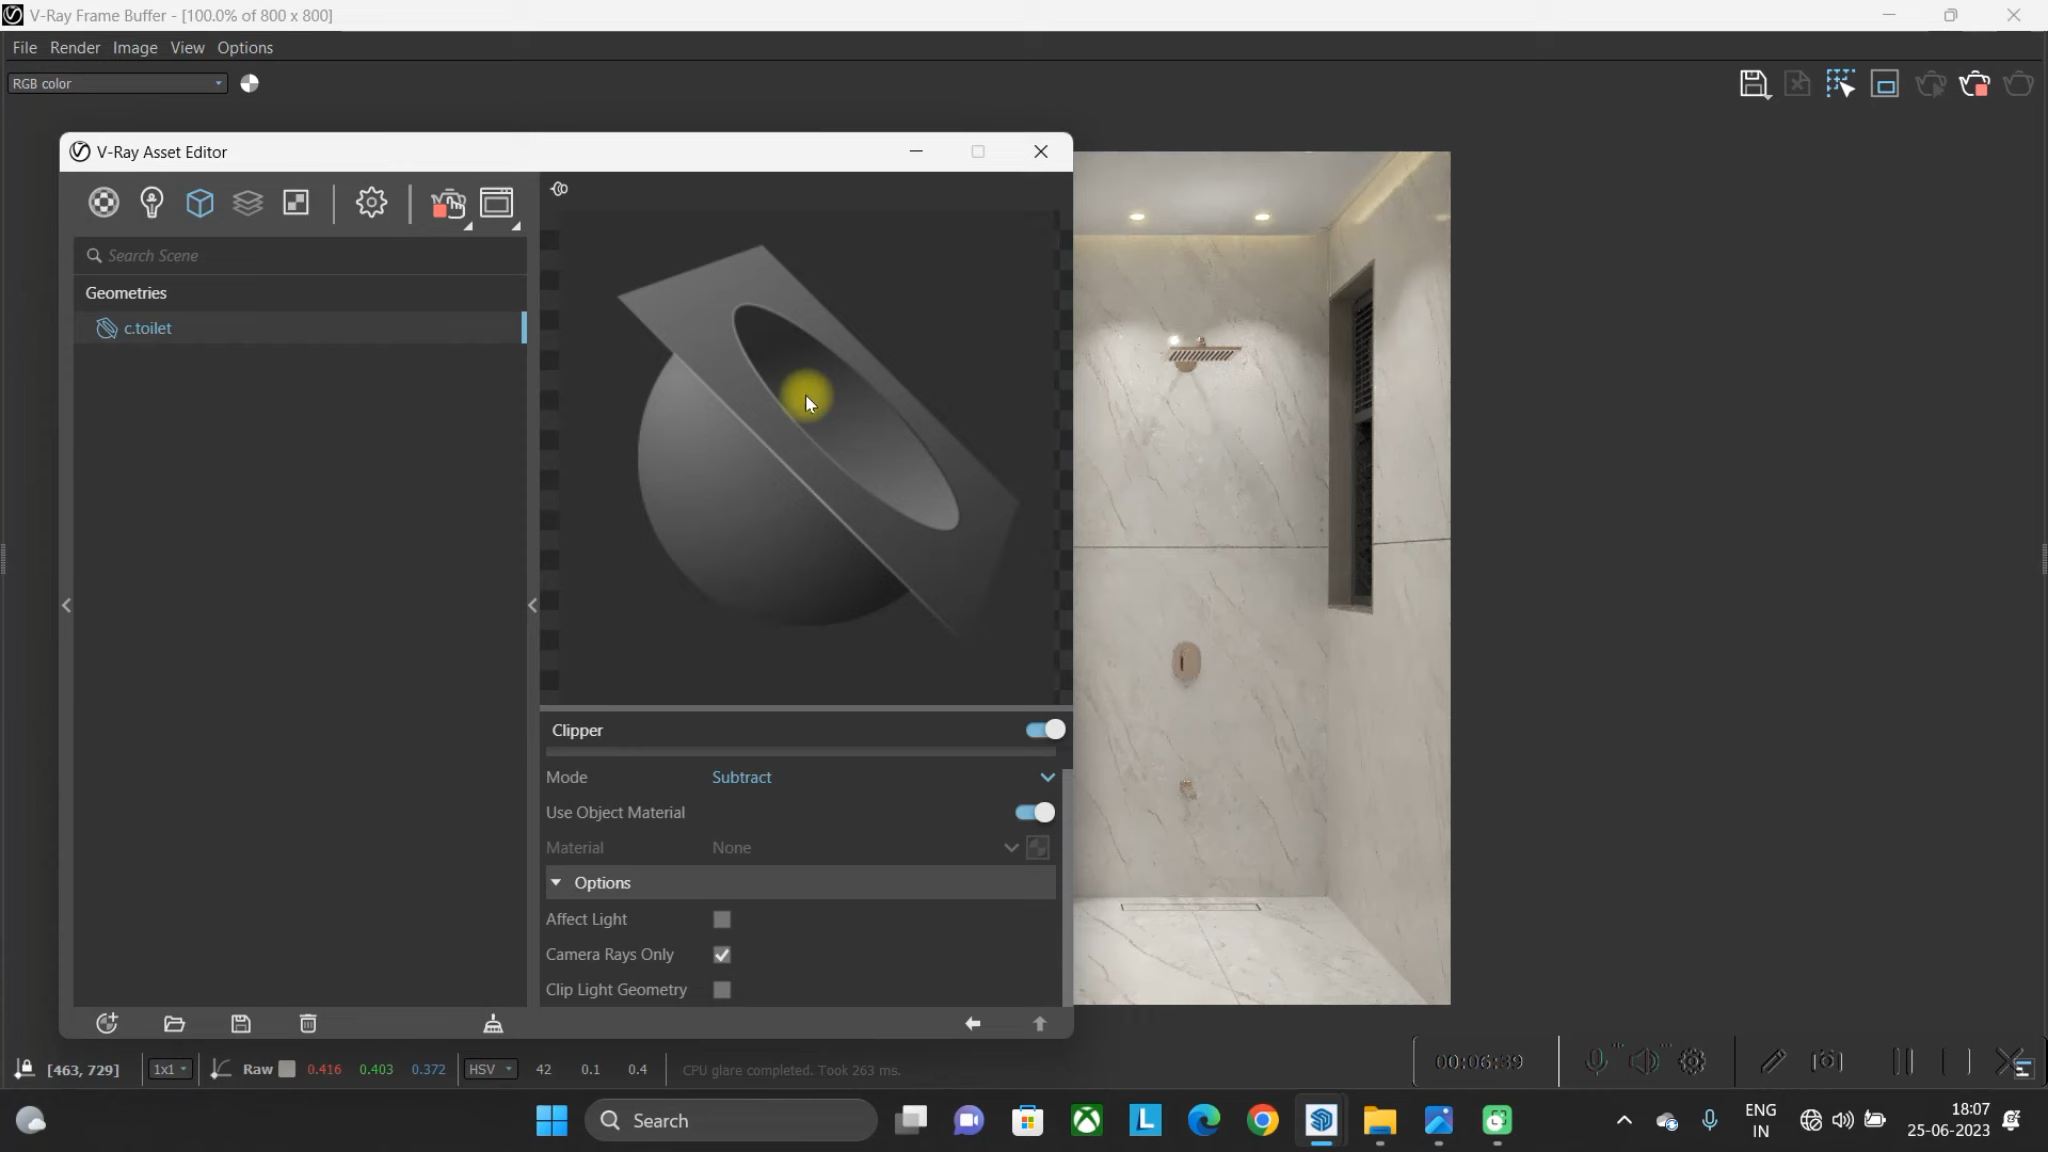 V-Ray Frame Buffer - [100.0% of 800 x 800]
File Render Image View Options
RGB color
V-Ray Asset Editor
Search Scene
Geometries
c.toilet
Clipper
Mode Subtract
Use Object Material
Material None
Options
Affect Light
Camera Rays Only
Clip Light Geometry
00:06:39
[463, 729] 1x1 Raw 0.416 0.403 0.372 HSV 42 0.1 0.4 CPU glare completed. Took 263 ms.
Search
ENG
IN
18:07
25-06-2023